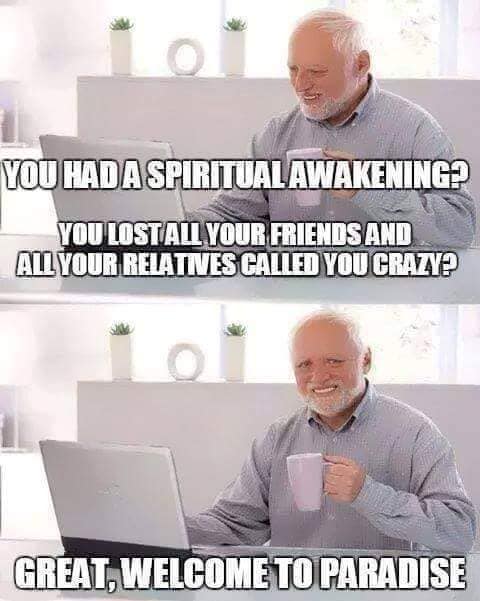 YOU HAD A SPIRITUAL AWAKENING?
YOU LOST ALL YOUR FRIENDS AND
ALL YOUR RELATIVES CALLED YOU CRAZY?
GREAT, WELCOME TO PARADISE